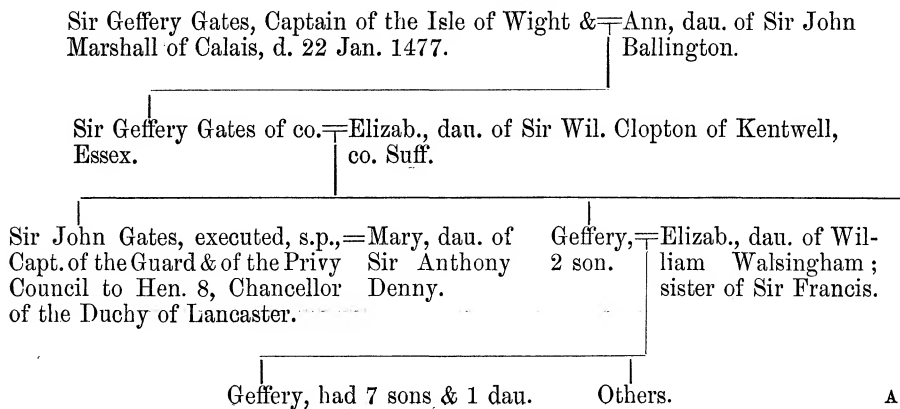 Sir Geffery Gates, Captain of the Isle of Wight &
Marshall of Calais, d. 22 Jan. 1477.
Ann, dau. of Sir John
Ballington.
Sir Geffery Gates of co.
Essex.
Elizab., dau. of Sir Wil. Clopton of Kentwell,
co. Suff.
Sir John Gates, executed, s.p.,
Capt. of the Guard & of the Privy
Council to Hen. 8, Chancellor
of the Duchy of Lancaster.
Mary, dau. of
Sir Anthony
Denny.
Geffery,
2 son.
Elizab., dau. of Wil-
liam Walsingham ;
sister of Sir Francis.
Geffery, had 7 sons & 1 dau.
Others.
A